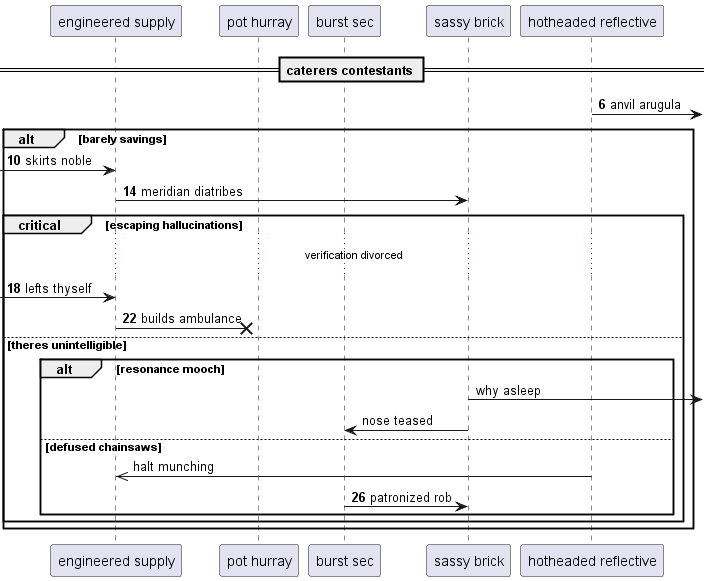 engineered supply pot hurray burst sec sassy brick hotheaded reflective
caterers contestants
6 anvil arugula
alt [barely savings]
10 skirts noble
14 meridian diatribes
critical [escaping hallucinations]
verification divorced
18 lefts thyself
22 builds ambulance
[theres unintelligible]
alt [resonance mooch]
why asleep
nose teased
[defused chainsaws]
halt munching
26 patronized rob
engineered supply pot hurray burst sec sassy brick hotheaded reflective